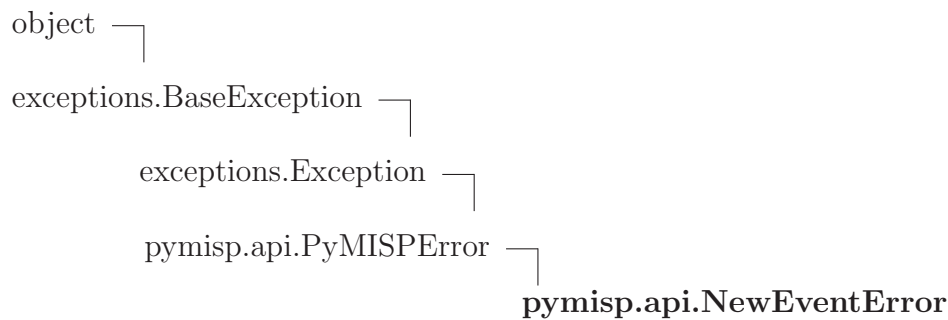 object
exceptions.BaseException
exceptions.Exception
pymisp.api.PyMISPError
pymisp.api.NewEventError